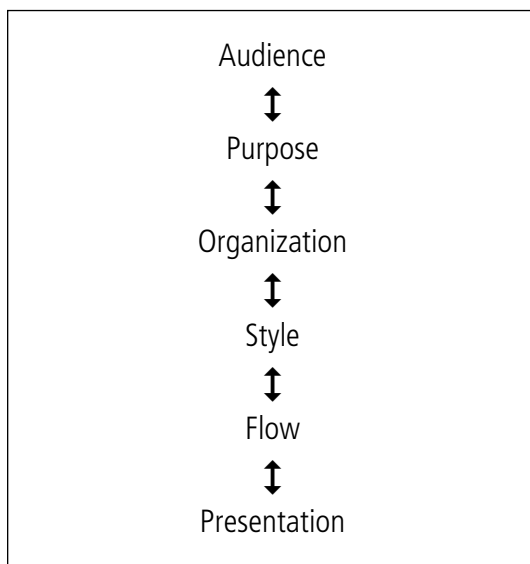 Audience
Purpose
Organization
Style
Flow
Presentation